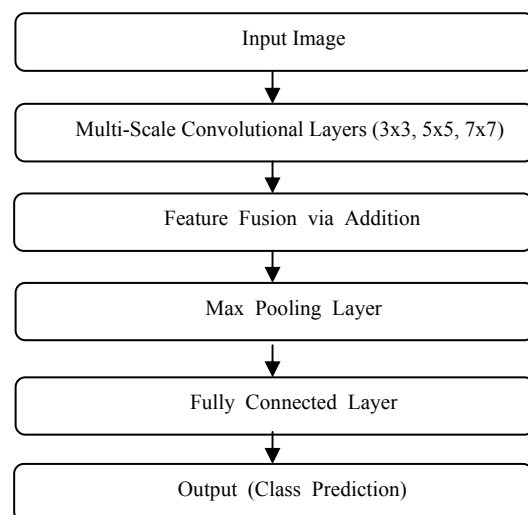 Input Image
Multi-Scale Convolutional Layers (3x3, 5x5, 7x7)
Feature Fusion via Addition
Max Pooling Layer
Fully Connected Layer
Output (Class Prediction)